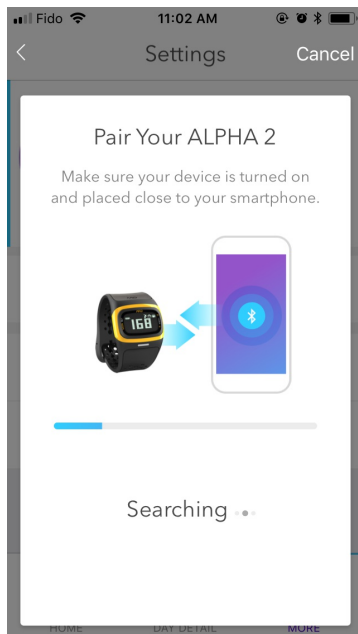 Fido 11:02 AM
Settings Cancel
Pair Your ALPHA 2
Make sure your device is turned on
and placed close to your smartphone.
168
Searching
HOME DAY DETAIL MORE